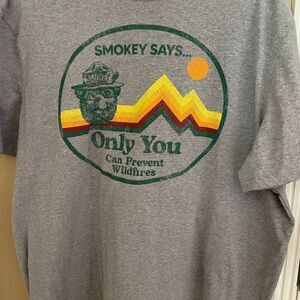 SMOKEY SAYS...
Only You
Can Prevent
Wildfires